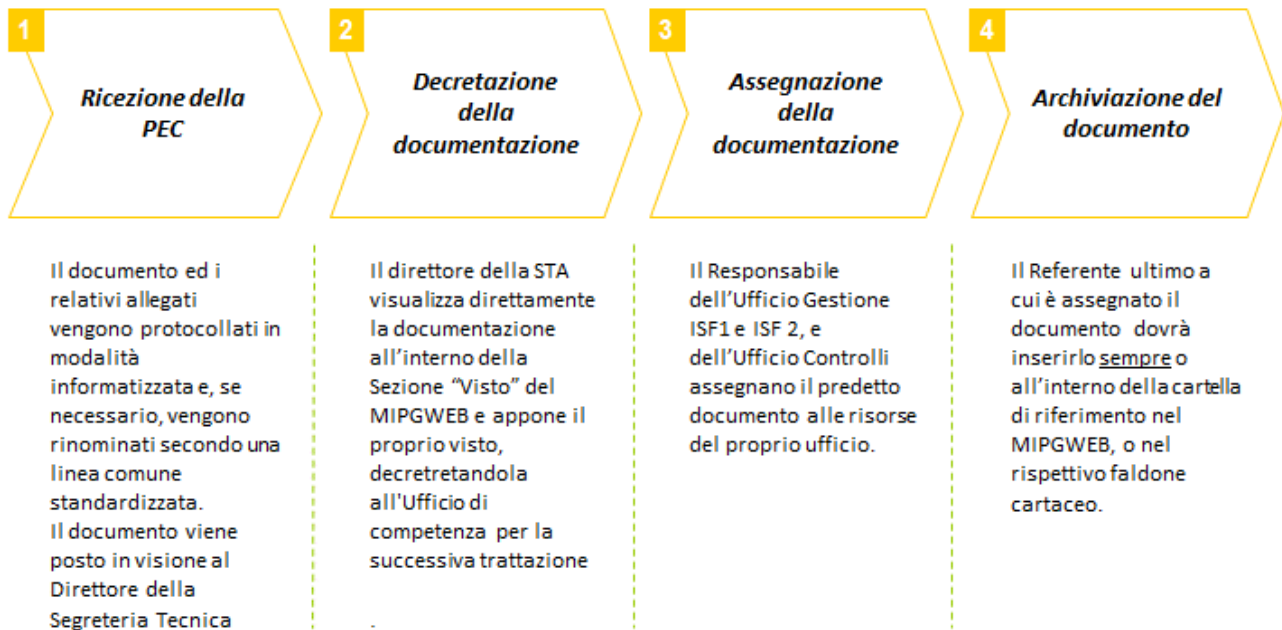 1
Ricezione della
PEC
2
Decretazione
della
documentazione
3
Assegnazione
della
documentazione
4
Archiviazione del
documento
Il documento ed i
relativi allegati
vengono protocollati in
modalità
informatizzata e, se
necessario, vengono
rinominati secondo una
linea comune
standardizzata.
Il documento viene
posto in visione al
Direttore della
Segreteria Tecnica
Il direttore della STA
visualizza direttamente
la documentazione
all'interno della
Sezione "Visto" del
MIPGWEB e appone il
proprio visto,
decretretandola
all'Ufficio di
competenza per la
successiva trattazione
.
Il Responsabile
dell'Ufficio Gestione
ISF1 e ISF 2, e
dell'Ufficio Controlli
assegnano il predetto
documento alle risorse
del proprio ufficio.
Il Referente ultimo a
cui è assegnato il
documento dovrà
inserirlo sempre o
all'interno della cartella
di riferimento nel
MIPGWEB, o nel
rispettivo faldone
cartaceo.